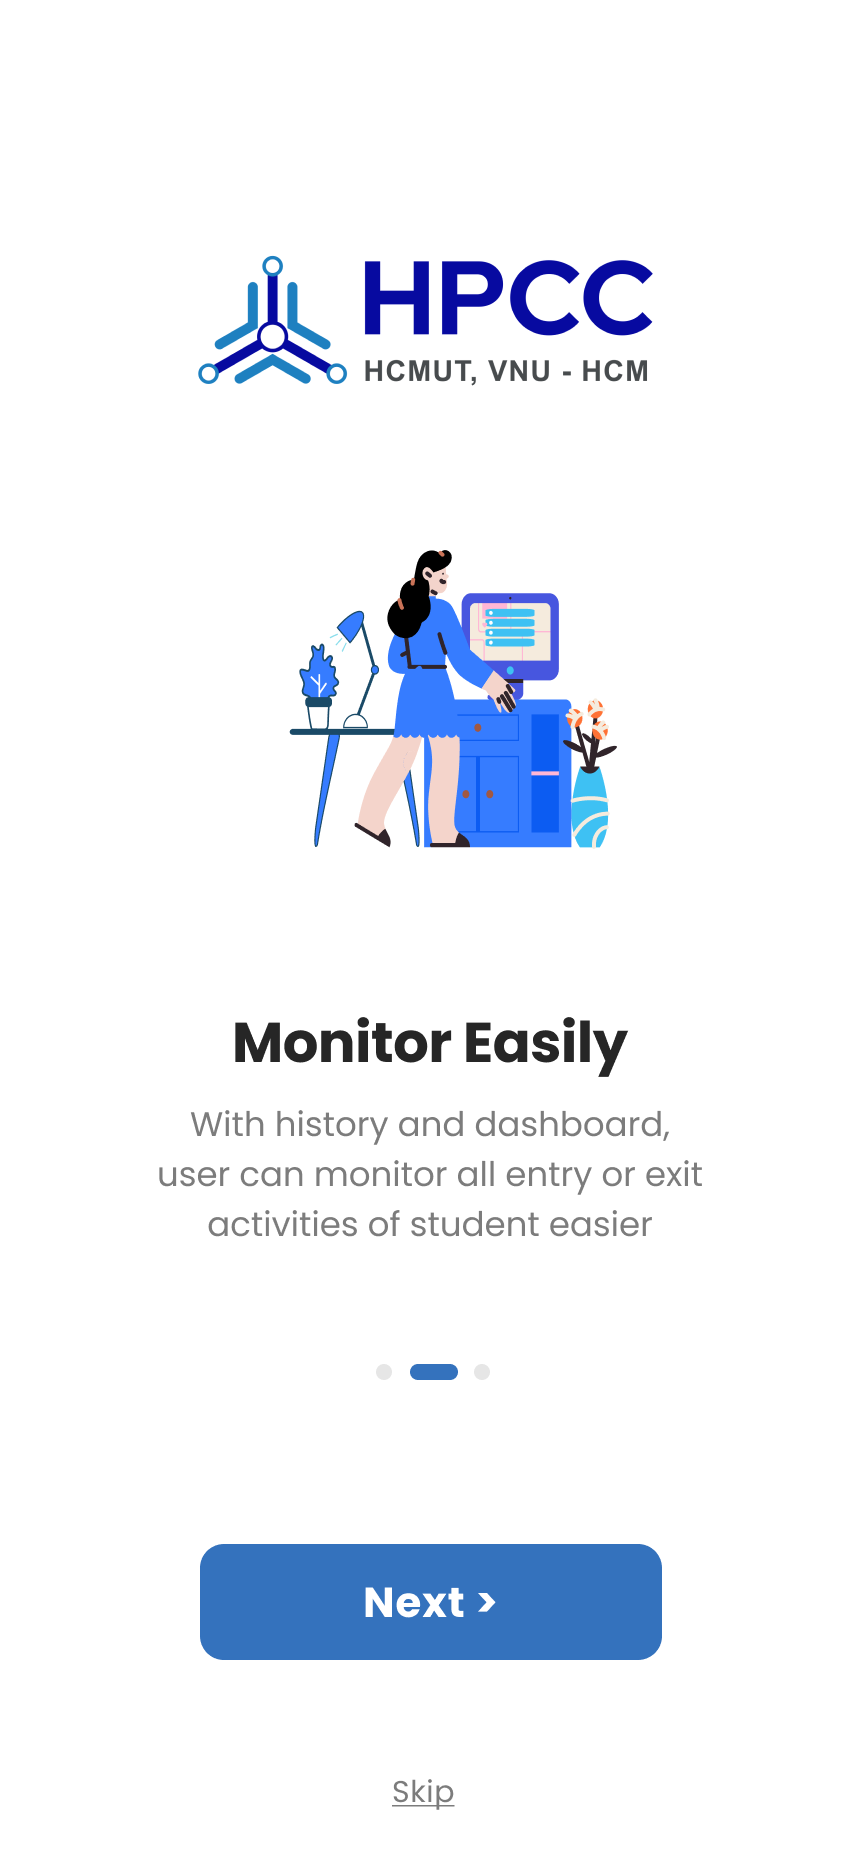 HPCC
HCMUT, VNU - HCM
Monitor Easily
With history and dashboard,
user can monitor all entry or exit
activities of student easier
Next >
Skip